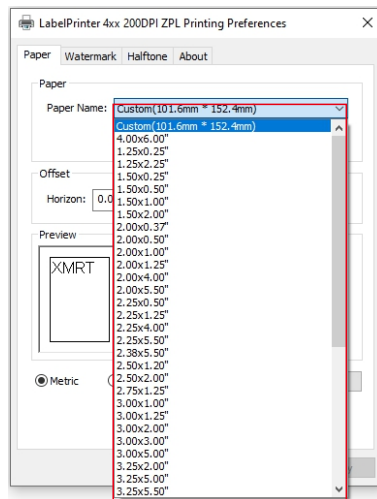 LabelPrinter 4xx 200DPI ZPL Printing Preferences
Paper Watermark Halftone About
Paper
Paper Name: Custom(101.6mm * 152.4mm)
Custom(101.6mm * 152.4mm)
4.00x6.00"
1.25x0.25"
1.25x2.25"
1.50x0.25"
1.50x0.50"
1.50x1.00"
1.50x2.00"
2.00x0.37"
2.00x0.50"
2.00x1.00"
2.00x1.25"
2.00x4.00"
2.00x5.50"
2.25x0.50"
2.25x1.25"
2.25x4.00"
2.25x5.50"
2.38x5.50"
2.50x1.20"
2.50x2.00"
2.75x1.25"
3.00x1.00"
3.00x1.25"
3.00x2.00"
3.00x3.00"
3.00x5.00"
3.25x2.00"
3.25x5.00"
3.25x5.50"
Offset
Horizon: 0.0
Preview
XMRT
Metric